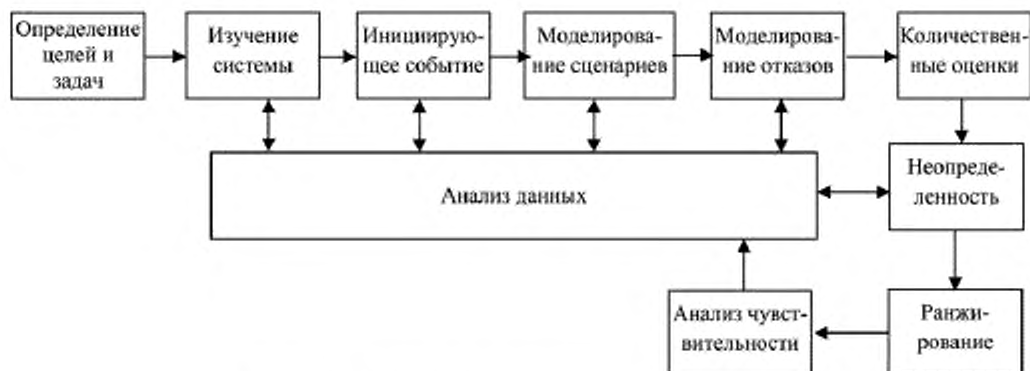 Определение
целей и
задач
Изучение
системы
Иницииру-
щее событие
Моделирова-
ние сценариев
Моделирова-
ние отказов
Количествен-
ные оценки
Анализ данных
Неопреде-
ленность
Анализ чувст-
вительности
Ранжи-
рование